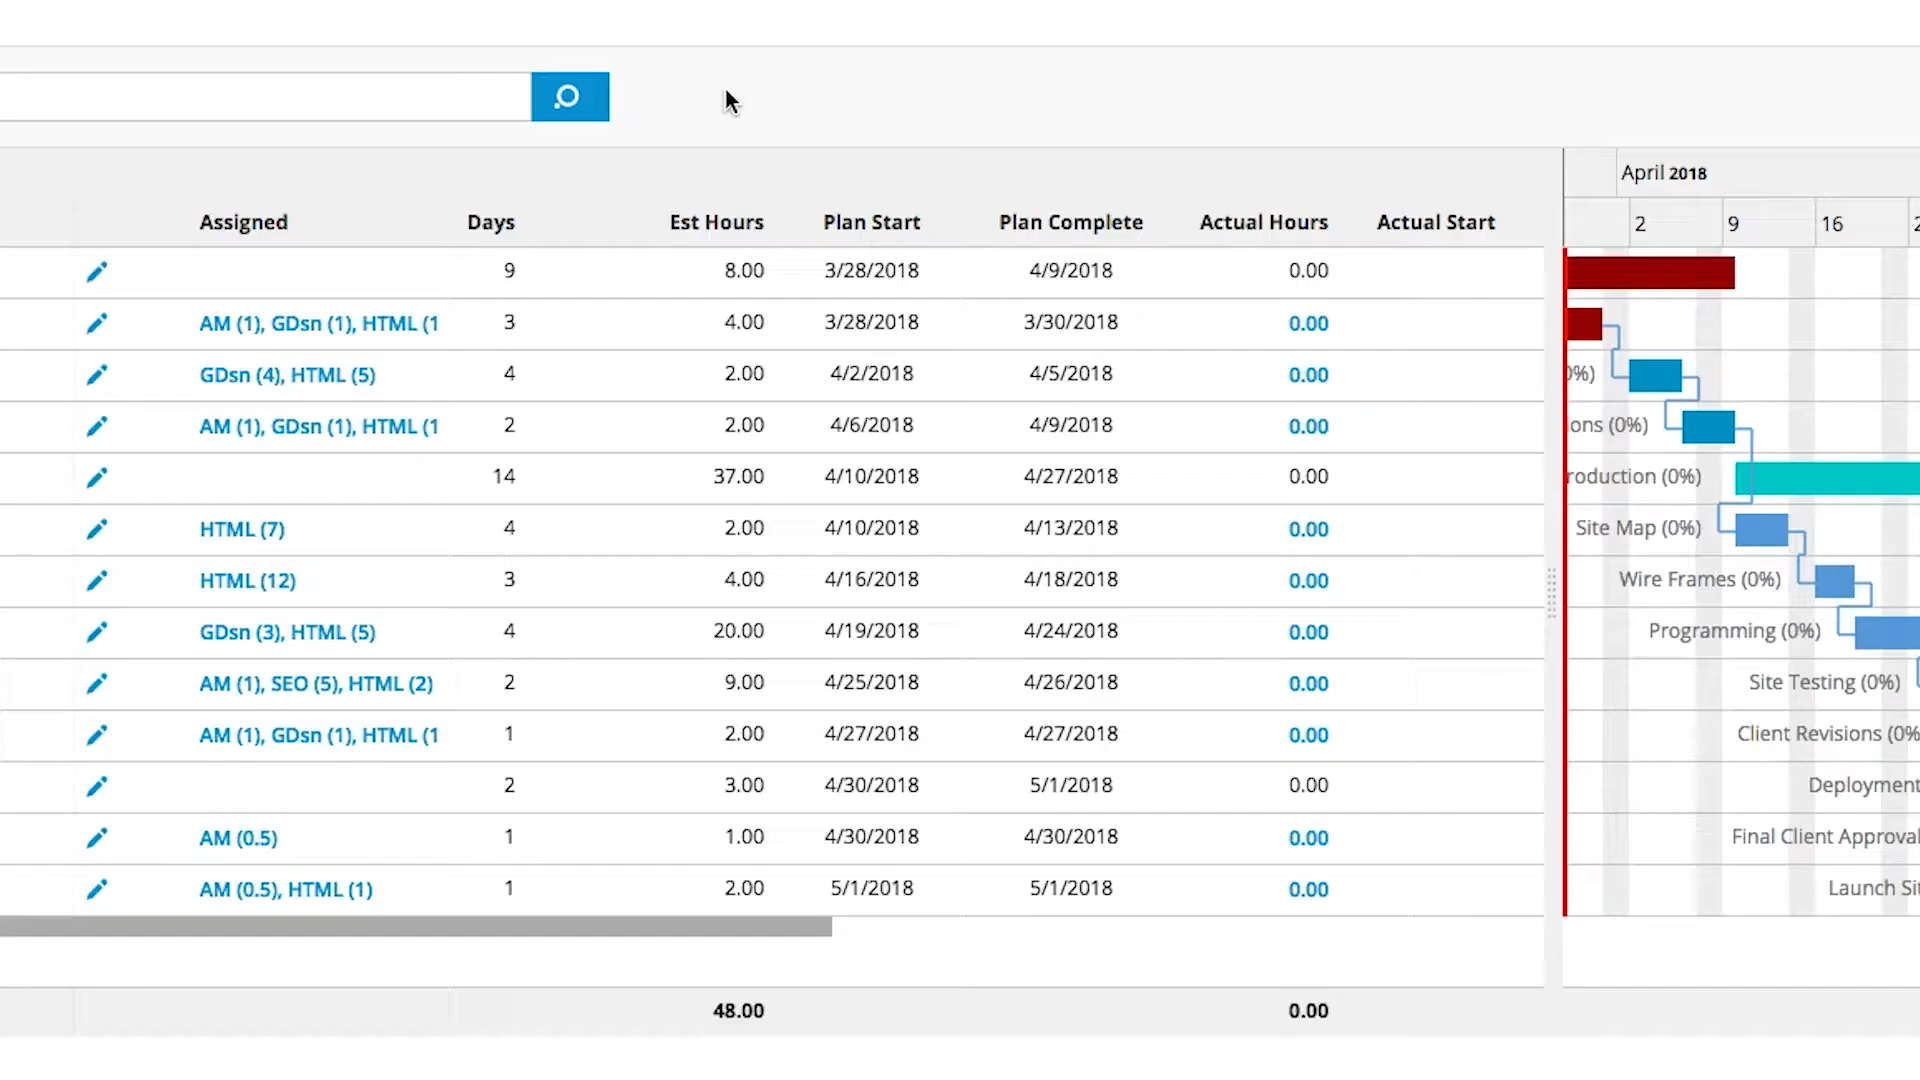 April 2018
Assigned Days Est Hours Plan Start Plan Complete Actual Hours Actual Start 2 9 16 2
9 8.00 3/28/2018 4/9/2018 0.00
AM (1), GDsn (1), HTML (1 3 4.00 3/28/2018 3/30/2018 0.00
GDsn (4), HTML (5) 4 2.00 4/2/2018 4/5/2018 0.00 0%)
AM (1), GDsn (1), HTML (1 2 2.00 4/6/2018 4/9/2018 0.00 ions (0%)
14 37.00 4/10/2018 4/27/2018 0.00 roduction (0%)
HTML (7) 4 2.00 4/10/2018 4/13/2018 0.00 Site Map (0%)
HTML (12) 3 4.00 4/16/2018 4/18/2018 0.00 Wire Frames (0%)
GDsn (3), HTML (5) 4 20.00 4/19/2018 4/24/2018 0.00 Programming (0%)
AM (1), SEO (5), HTML (2) 2 9.00 4/25/2018 4/26/2018 0.00 Site Testing (0%)
AM (1), GDsn (1), HTML (1 1 2.00 4/27/2018 4/27/2018 0.00 Client Revisions (0%
2 3.00 4/30/2018 5/1/2018 0.00 Deployment
AM (0.5) 1 1.00 4/30/2018 4/30/2018 0.00 Final Client Approval
AM (0.5), HTML (1) 1 2.00 5/1/2018 5/1/2018 0.00 Launch Sit
48.00 0.00